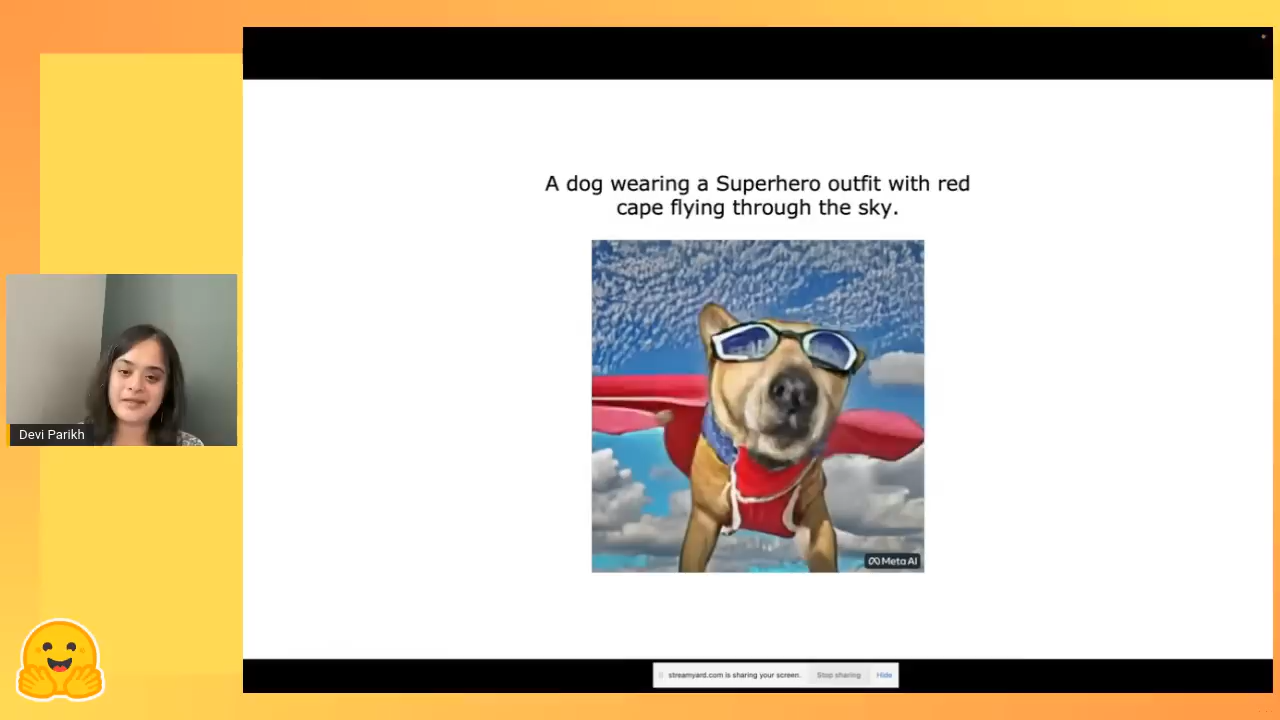 A dog wearing a Superhero outfit with red
cape flying through the sky.
Devi Parikh
Meta AI
streamyard.com is sharing your screen.
Stop sharing
Hide